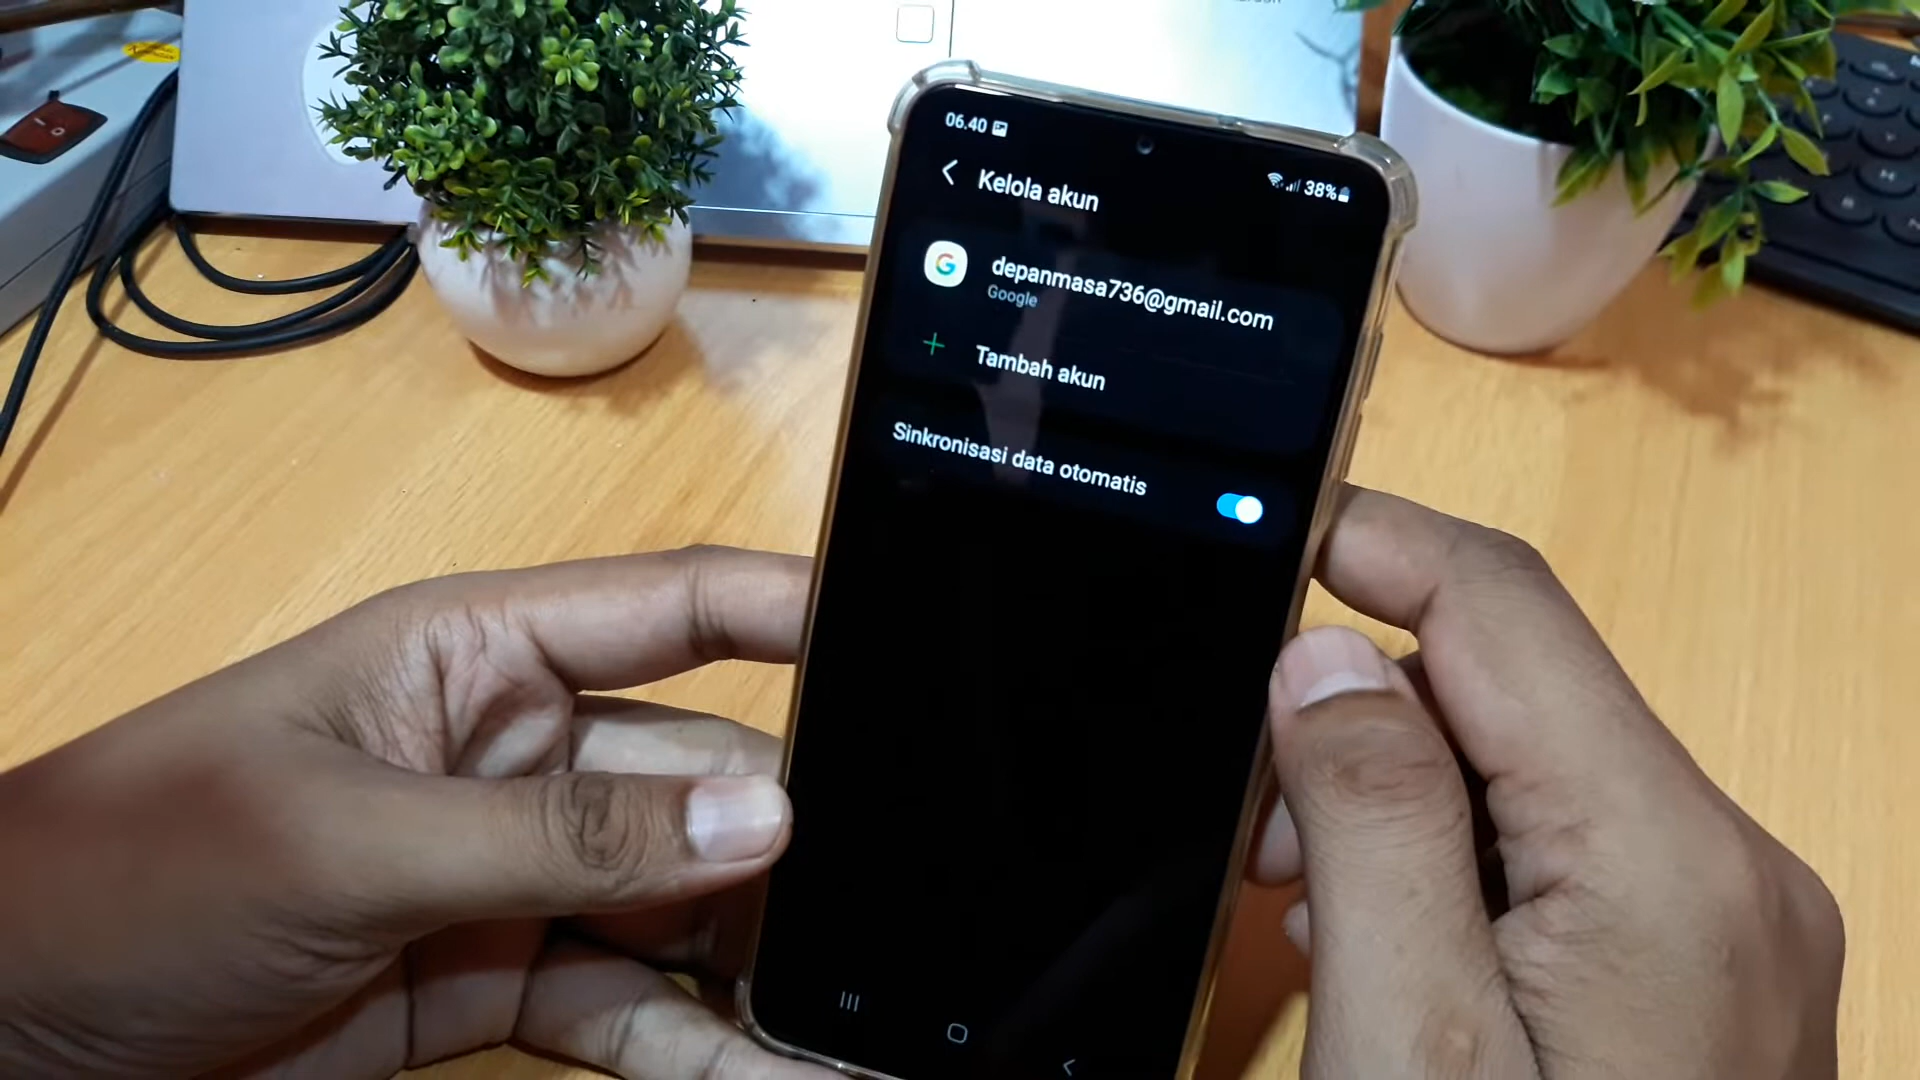 06.40
38%
Kelola akun
depanmasa736@gmail.com
Google
Tambah akun
Sinkronisasi data otomatis